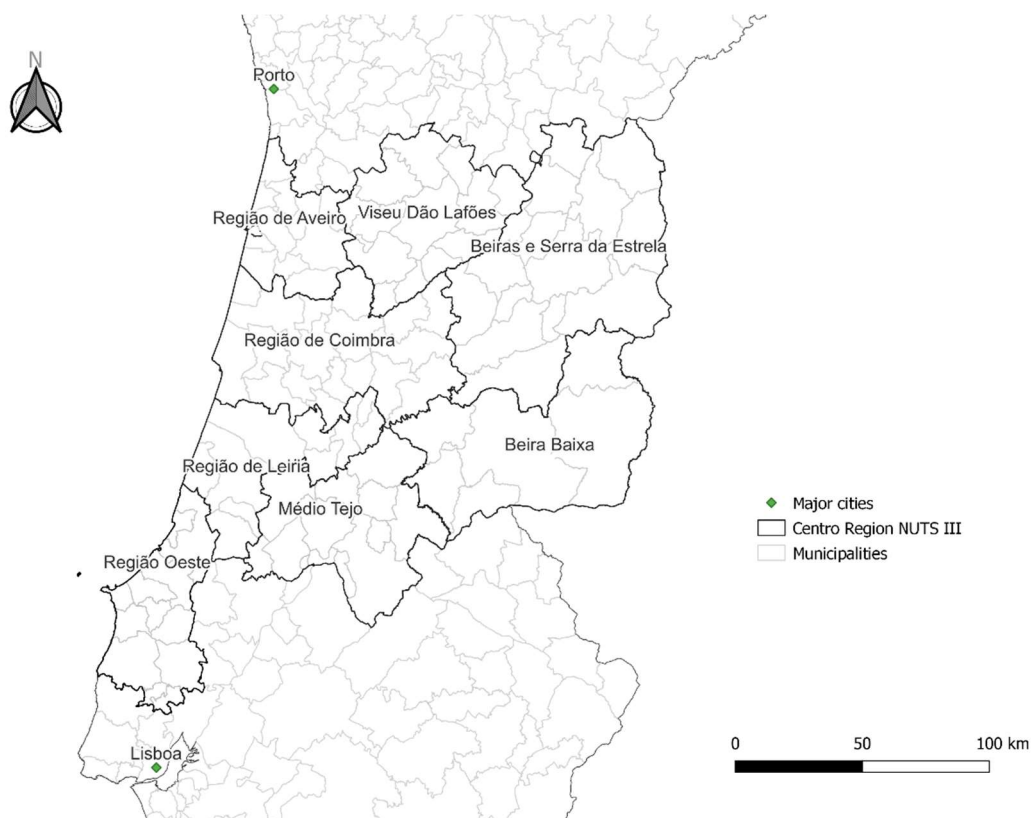 N
Porto
Região de Aveiro
Viseu Dão Lafões
Beiras e Serra da Estrela
Região de Coimbra
Beira Baixa
Região de Leiria
Médio Tejo
Região Oeste
Lisboa
Major cities
Centro Region NUTS III
Municipalities
0 50 100 km